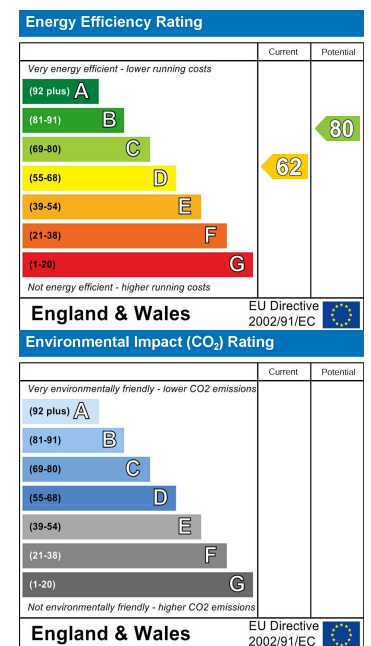 Energy Efficiency Rating
Current Potential
Very energy efficient - lower running costs
(92 plus) A
(81-91) B
80
(69-80) C
62
(55-68) D
(39-54) E
(21-38) F
(1-20) G
Not energy efficient - higher running costs
England & Wales
EU Directive
2002/91/EC
Environmental Impact (CO₂) Rating
Current Potential
Very environmentally friendly - lower CO2 emissions
(92 plus) A
(81-91) B
(69-80) C
(55-68) D
(39-54) E
(21-38) F
(1-20) G
Not environmentally friendly - higher CO2 emissions
England & Wales
EU Directive
2002/91/EC